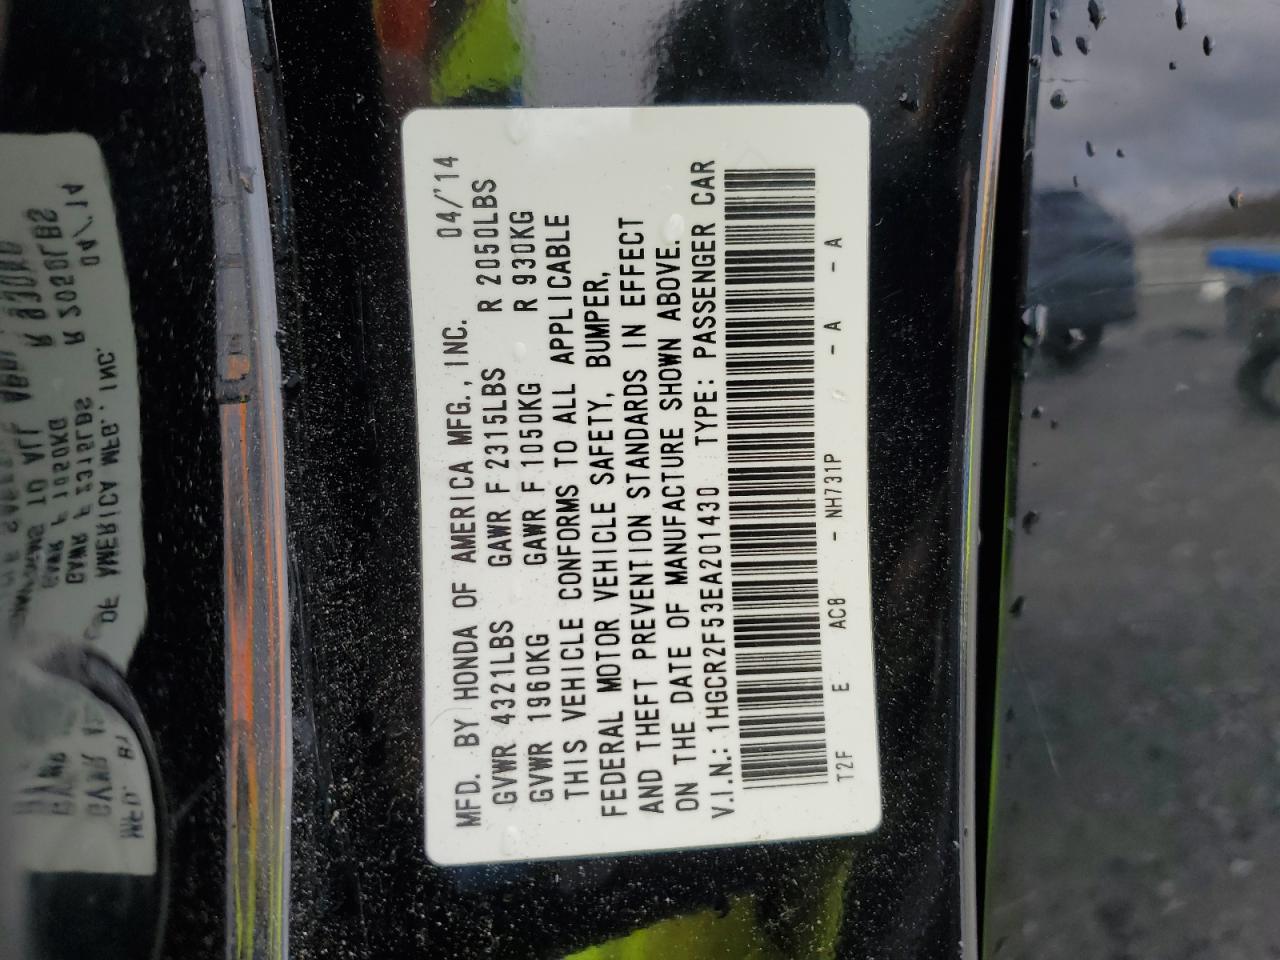 MFD. BY HONDA OF AMERICA MFG., INC. 04/'14
GVWR 4321LBS GAWR F 2315LBS R 2050LBS
GVWR 1960KG GAWR F 1050KG R 930KG
THIS VEHICLE CONFORMS TO ALL APPLICABLE
FEDERAL MOTOR VEHICLE SAFETY, BUMPER,
AND THEFT PREVENTION STANDARDS IN EFFECT
ON THE DATE OF MANUFACTURE SHOWN ABOVE.
V.I.N.: 1HGCR2F53EA201430 TYPE: PASSENGER CAR
T2F E AC8 - NH731P - A - A